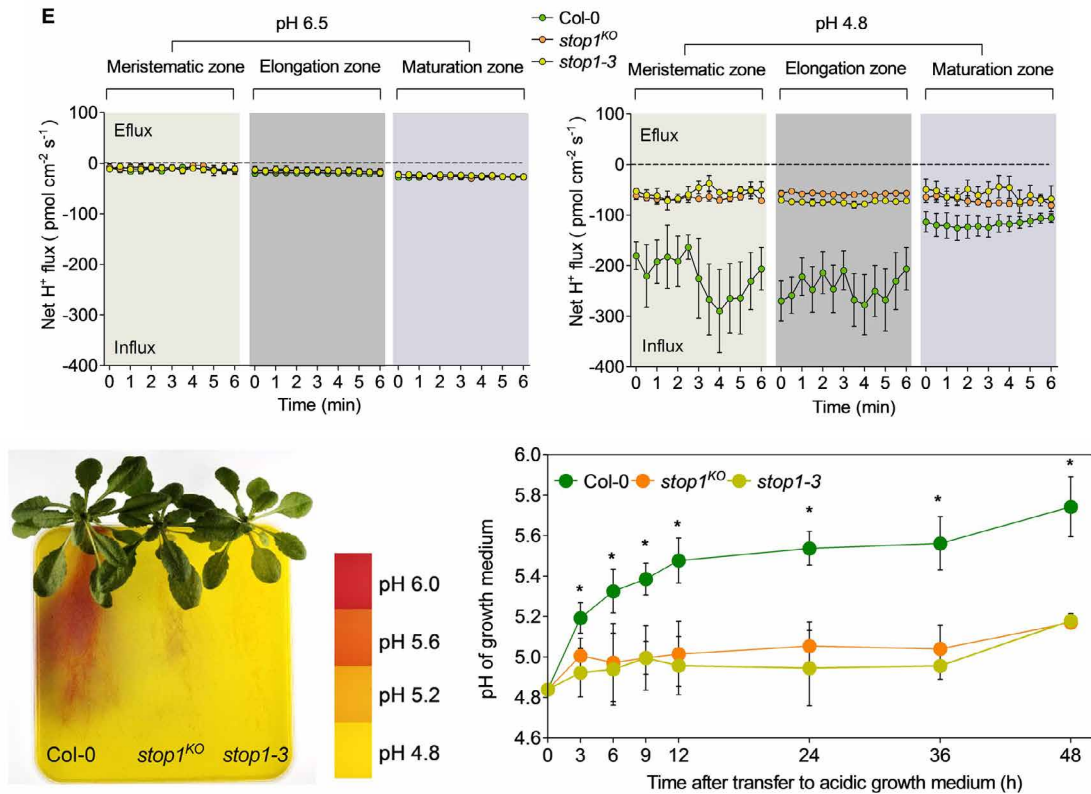 E
pH 6.5
Meristematic zone Elongation zone Maturation zone
Net H⁺ flux ( pmol cm⁻² s⁻¹)
100
0
-100
-200
-300
-400
Eflux
Influx
0 1 2 3 4 5 6 0 1 2 3 4 5 6 0 1 2 3 4 5 6
Time (min)
Col-0
stop1ᴷᴼ
stop1-3
pH 4.8
Meristematic zone Elongation zone Maturation zone
Net H⁺ flux ( pmol cm⁻² s⁻¹)
100
0
-100
-200
-300
-400
Eflux
Influx
0 1 2 3 4 5 6 0 1 2 3 4 5 6 0 1 2 3 4 5 6
Time (min)
Col-0 stop1ᴷᴼ stop1-3
pH 6.0
pH 5.6
pH 5.2
pH 4.8
pH of growth medium
6.0
5.8
5.6
5.4
5.2
5.0
4.8
4.6
Col-0 stop1ᴷᴼ stop1-3
* * * * * * *
0 3 6 9 12 24 36 48
Time after transfer to acidic growth medium (h)